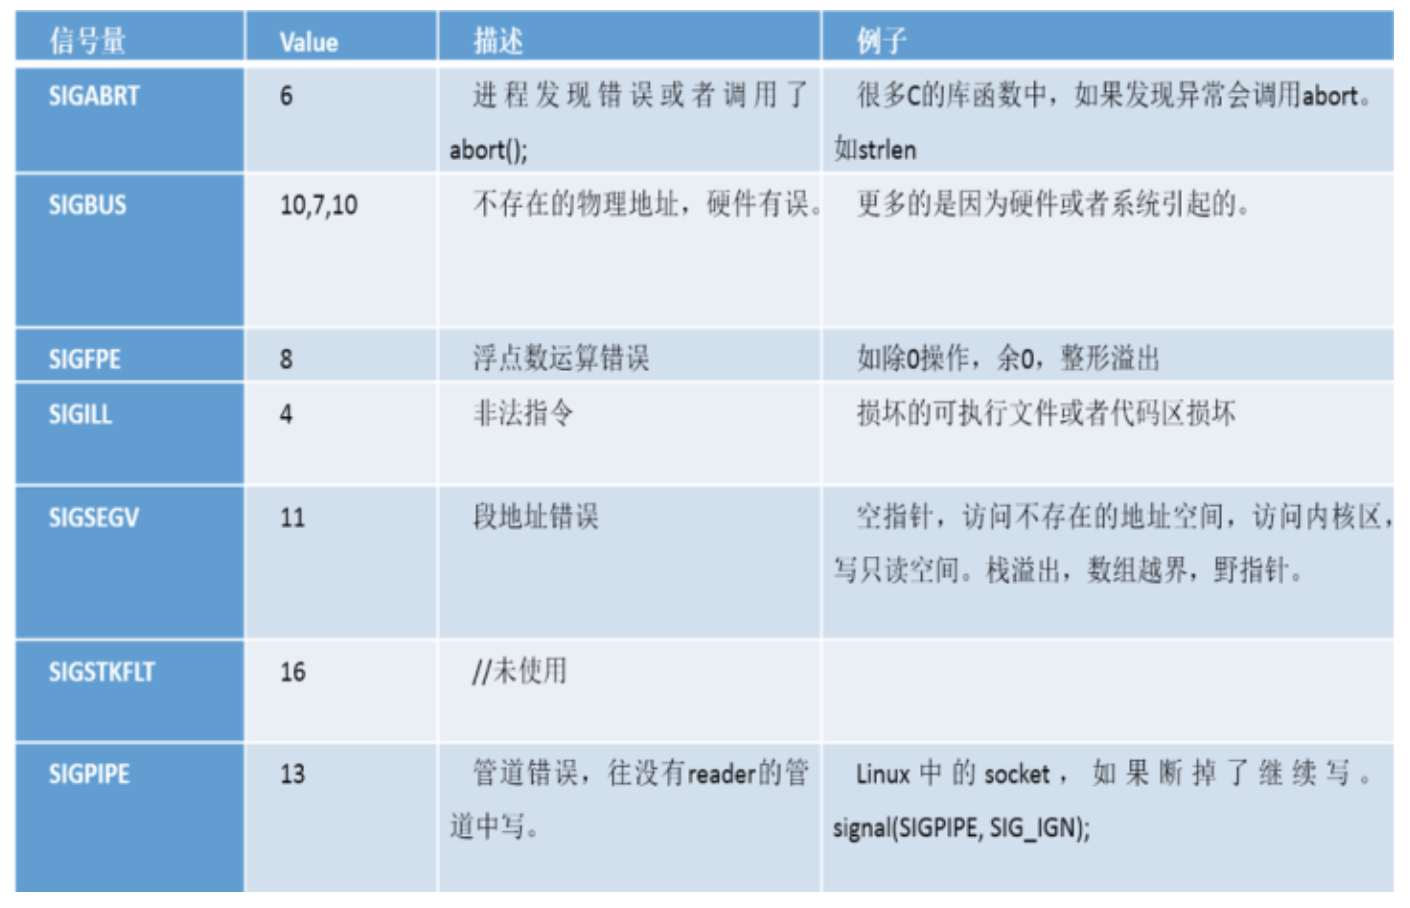 信号量 Value 描述 例子
SIGABRT 6 进程发现错误或者调用了 很多C的库函数中，如果发现异常会调用abort。
abort(); 如strlen
SIGBUS 10,7,10 不存在的物理地址，硬件有误。 更多的是因为硬件或者系统引起的。
SIGFPE 8 浮点数运算错误 如除0操作，余0，整形溢出
SIGILL 4 非法指令 损坏的可执行文件或者代码区损坏
SIGSEGV 11 段地址错误 空指针，访问不存在的地址空间，访问内核区，
写只读空间。栈溢出，数组越界，野指针。
SIGSTKFLT 16 //未使用
SIGPIPE 13 管道错误，往没有reader的管 Linux中的socket，如果断掉了继续写。
道中写。 signal(SIGPIPE, SIG_IGN);